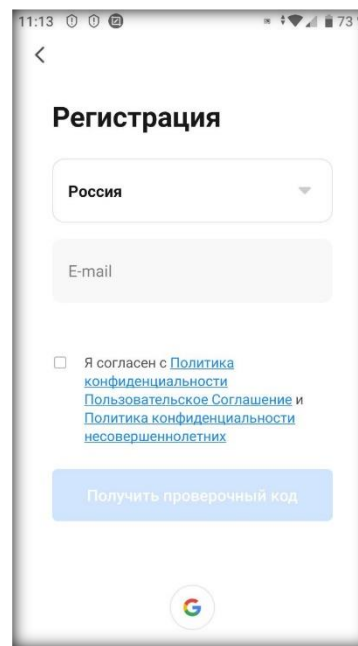 11:13 73
Регистрация
Россия
E-mail
Я согласен с Политика
конфиденциальности
Пользовательское Соглашение и
Политика конфиденциальности
несовершеннолетних
Получить проверочный код
G